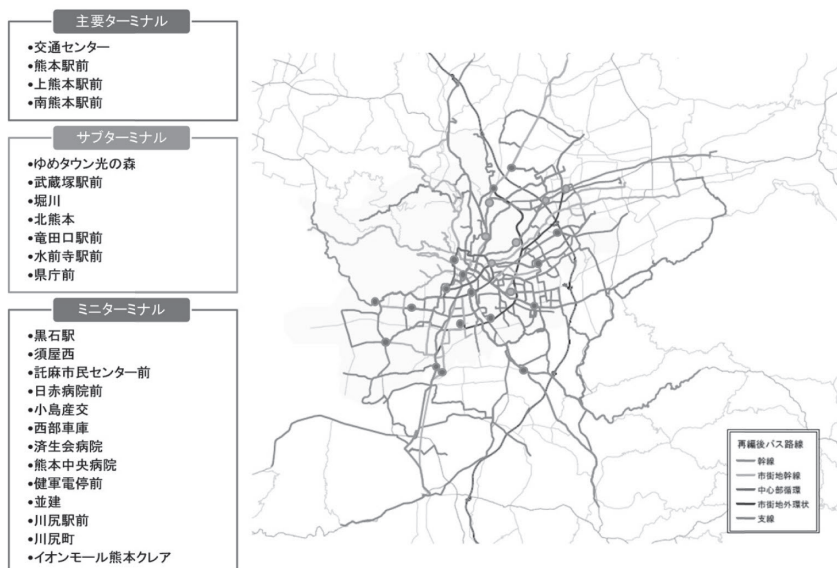 主要ターミナル
•交通センター
•熊本駅前
•上熊本駅前
•南熊本駅前
サブターミナル
•ゆめタウン光の森
•武蔵塚駅前
•堀川
•北熊本
•竜田口駅前
•水前寺駅前
•県庁前
ミニターミナル
•黒石駅
•須屋西
•託麻市民センター前
•日赤病院前
•小島産交
•西部車庫
•済生会病院
•熊本中央病院
•健軍電停前
•並建
•川尻駅前
•川尻町
•イオンモール熊本クレア
再編後バス路線
幹線
市街地幹線
中心部循環
市街地外環状
支線